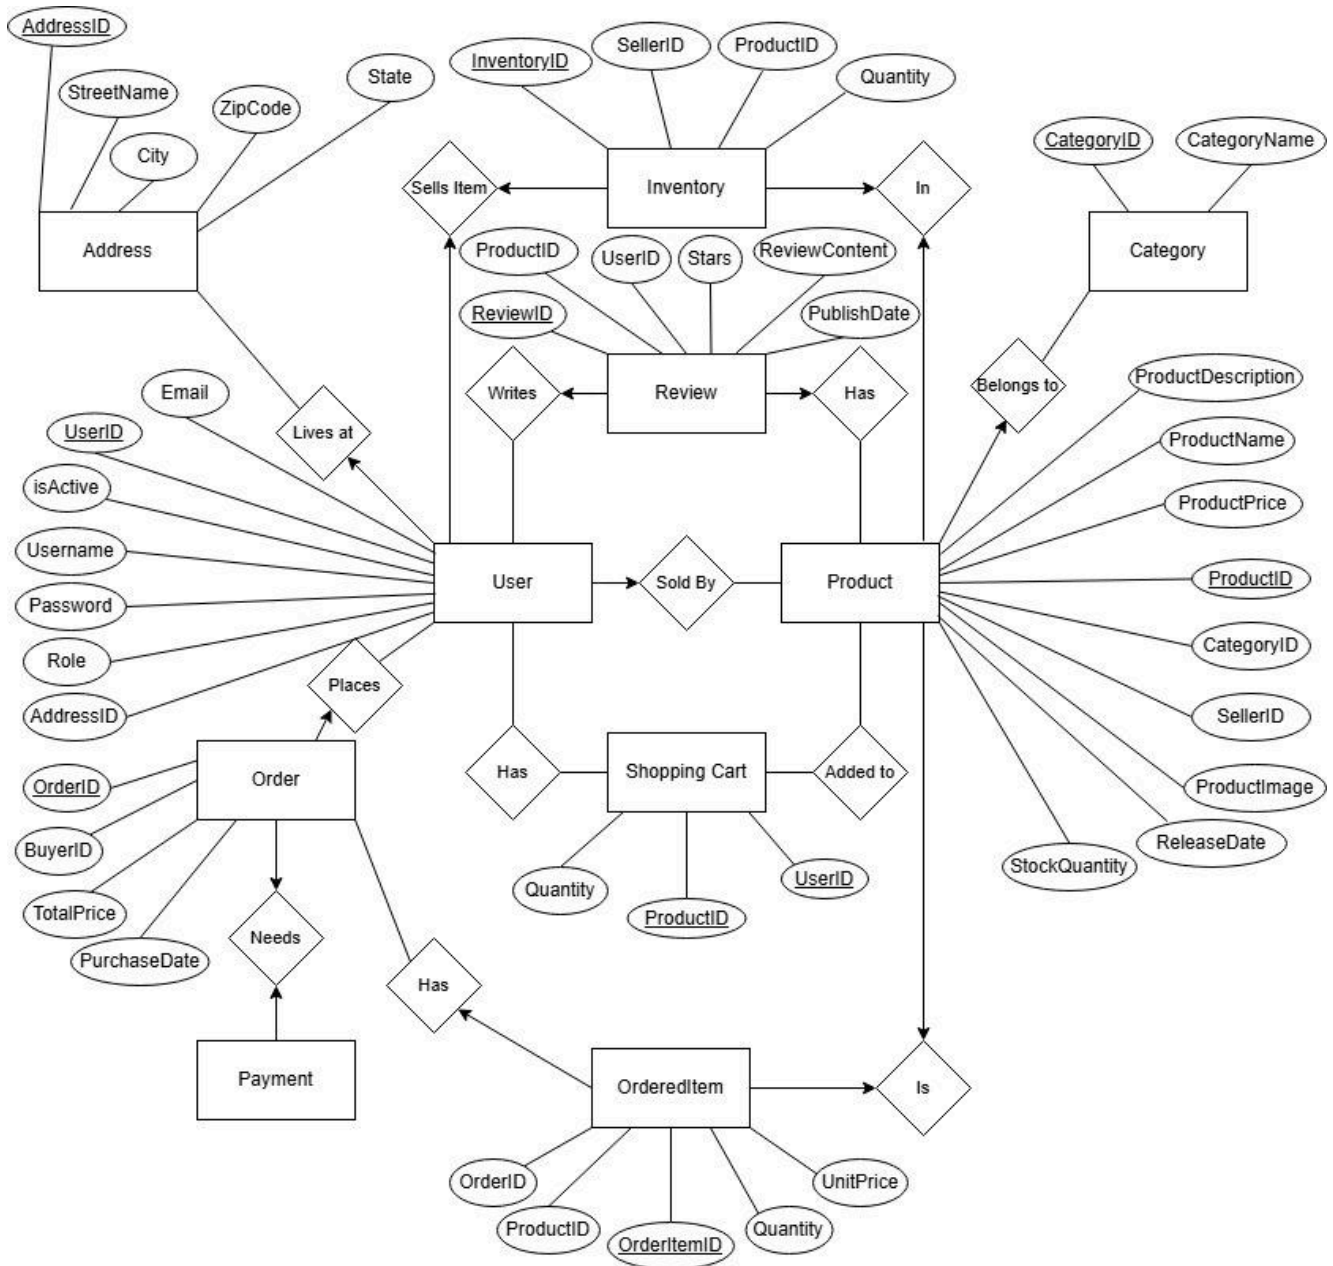 AddressID
StreetName
City
ZipCode
State
Address
InventoryID
SellerID
ProductID
Quantity
Inventory
Sells Item
In
CategoryID
CategoryName
Category
ProductID
UserID
Stars
ReviewContent
ReviewID
PublishDate
Review
Writes
Has
Belongs to
Lives at
Email
UserID
isActive
Username
Password
Role
AddressID
User
Sold By
Product
ProductDescription
ProductName
ProductPrice
ProductID
CategoryID
SellerID
ProductImage
ReleaseDate
StockQuantity
Places
Order
OrderID
BuyerID
TotalPrice
PurchaseDate
Has
Shopping Cart
Added to
Quantity
ProductID
UserID
Needs
Has
Payment
OrderedItem
Is
OrderID
ProductID
OrderItemID
Quantity
UnitPrice